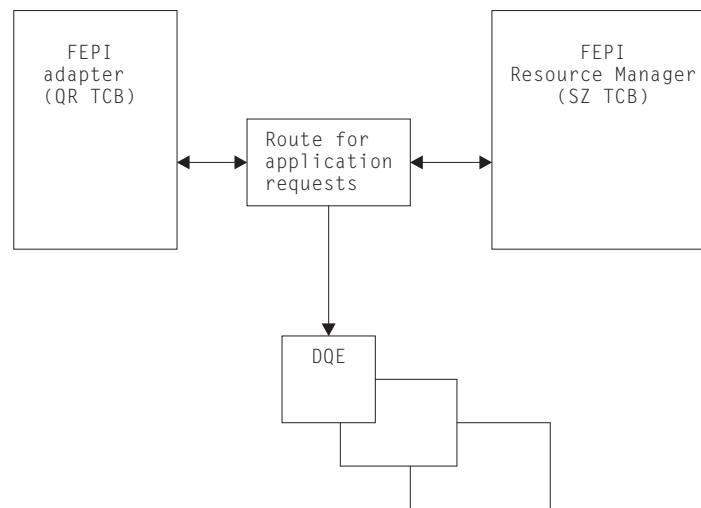 FEPI
adapter
(QR TCB)
FEPI
Resource Manager
(SZ TCB)
Route for
application
requests
DQE